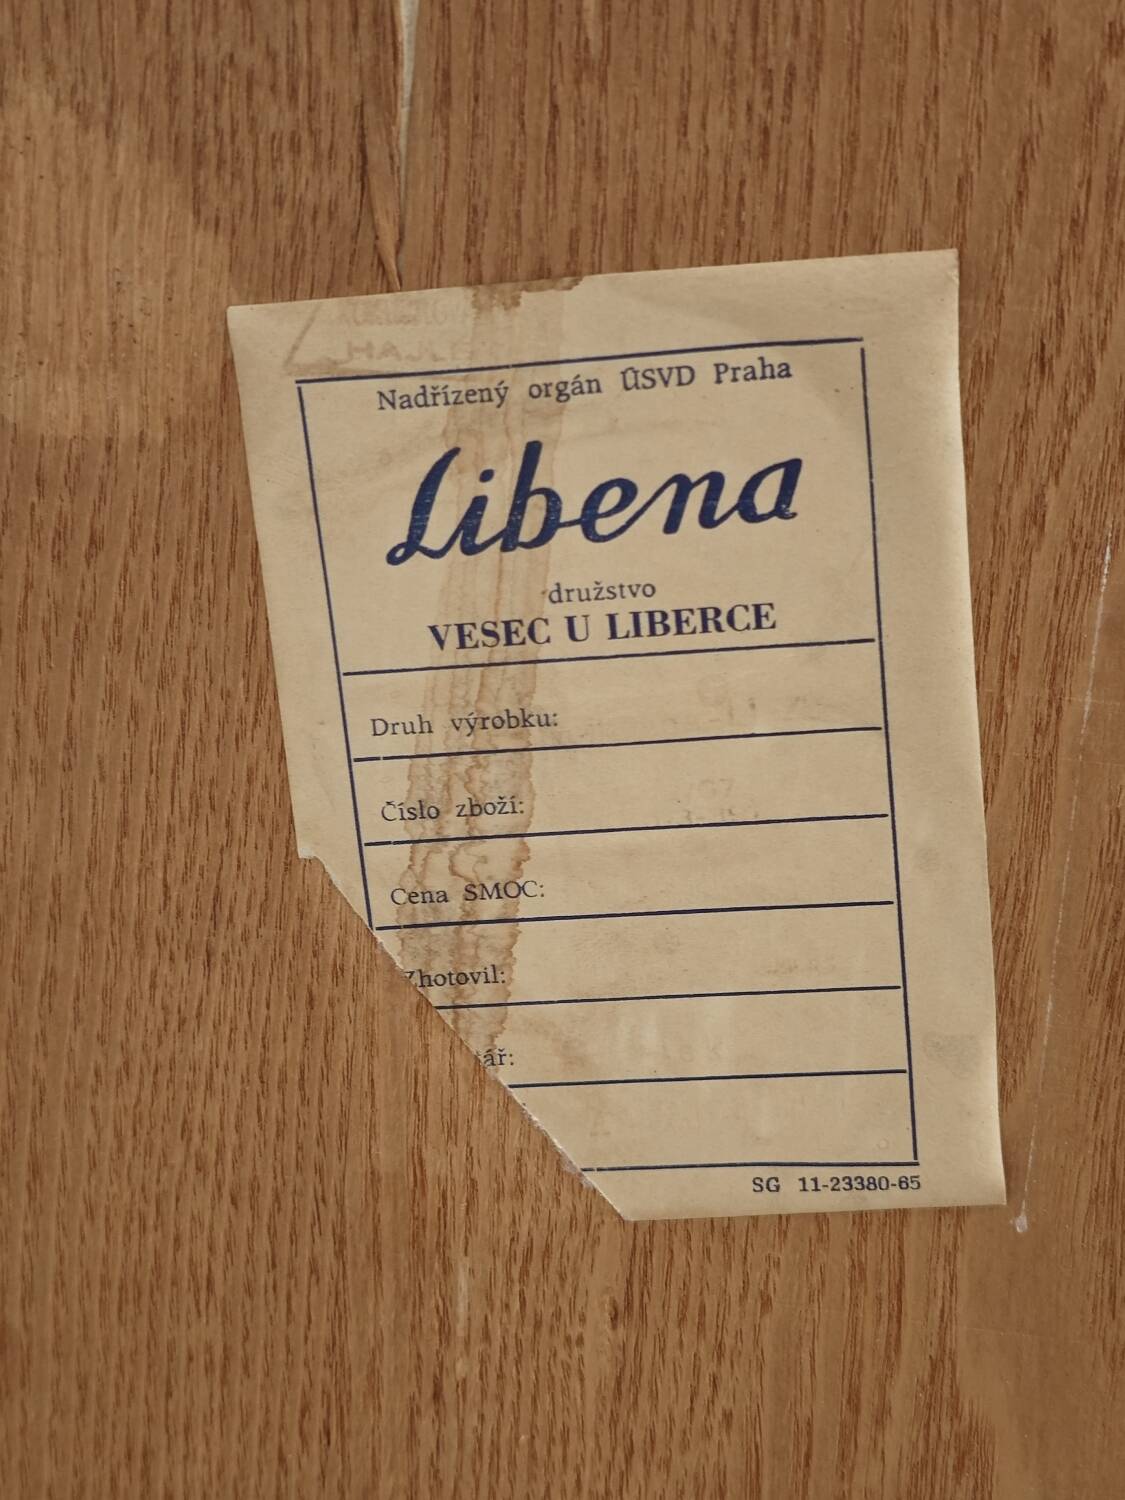 Nadřízený orgán ÚSVD Praha
Libena
družstvo
VESEC U LIBERCE
Druh výrobku:
Číslo zboží:
Cena SMOC:
Zhotovil:
ář:
SG 11-23380-65